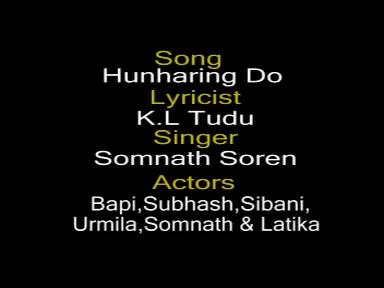 Song
Hunharing Do
Lyricist
K.L Tudu
Singer
Somnath Soren
Actors
Bapi,Subhash,Sibani,
Urmila,Somnath & Latika